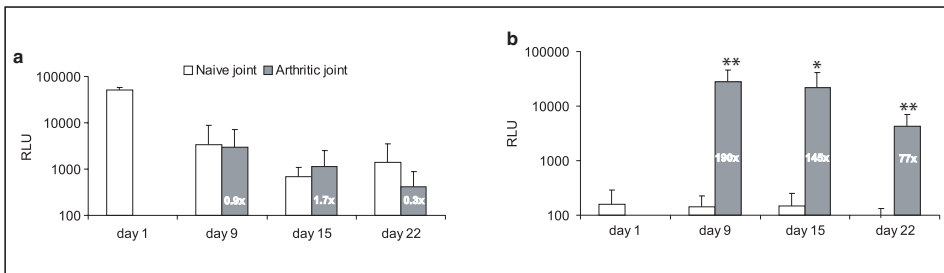 a
Naive joint Arthritic joint
100000
10000
1000
100
RLU
0.9x 1.7x 0.3x
day 1 day 9 day 15 day 22
b
100000
10000
1000
100
RLU
** * **
190x 145x 77x
day 1 day 9 day 15 day 22